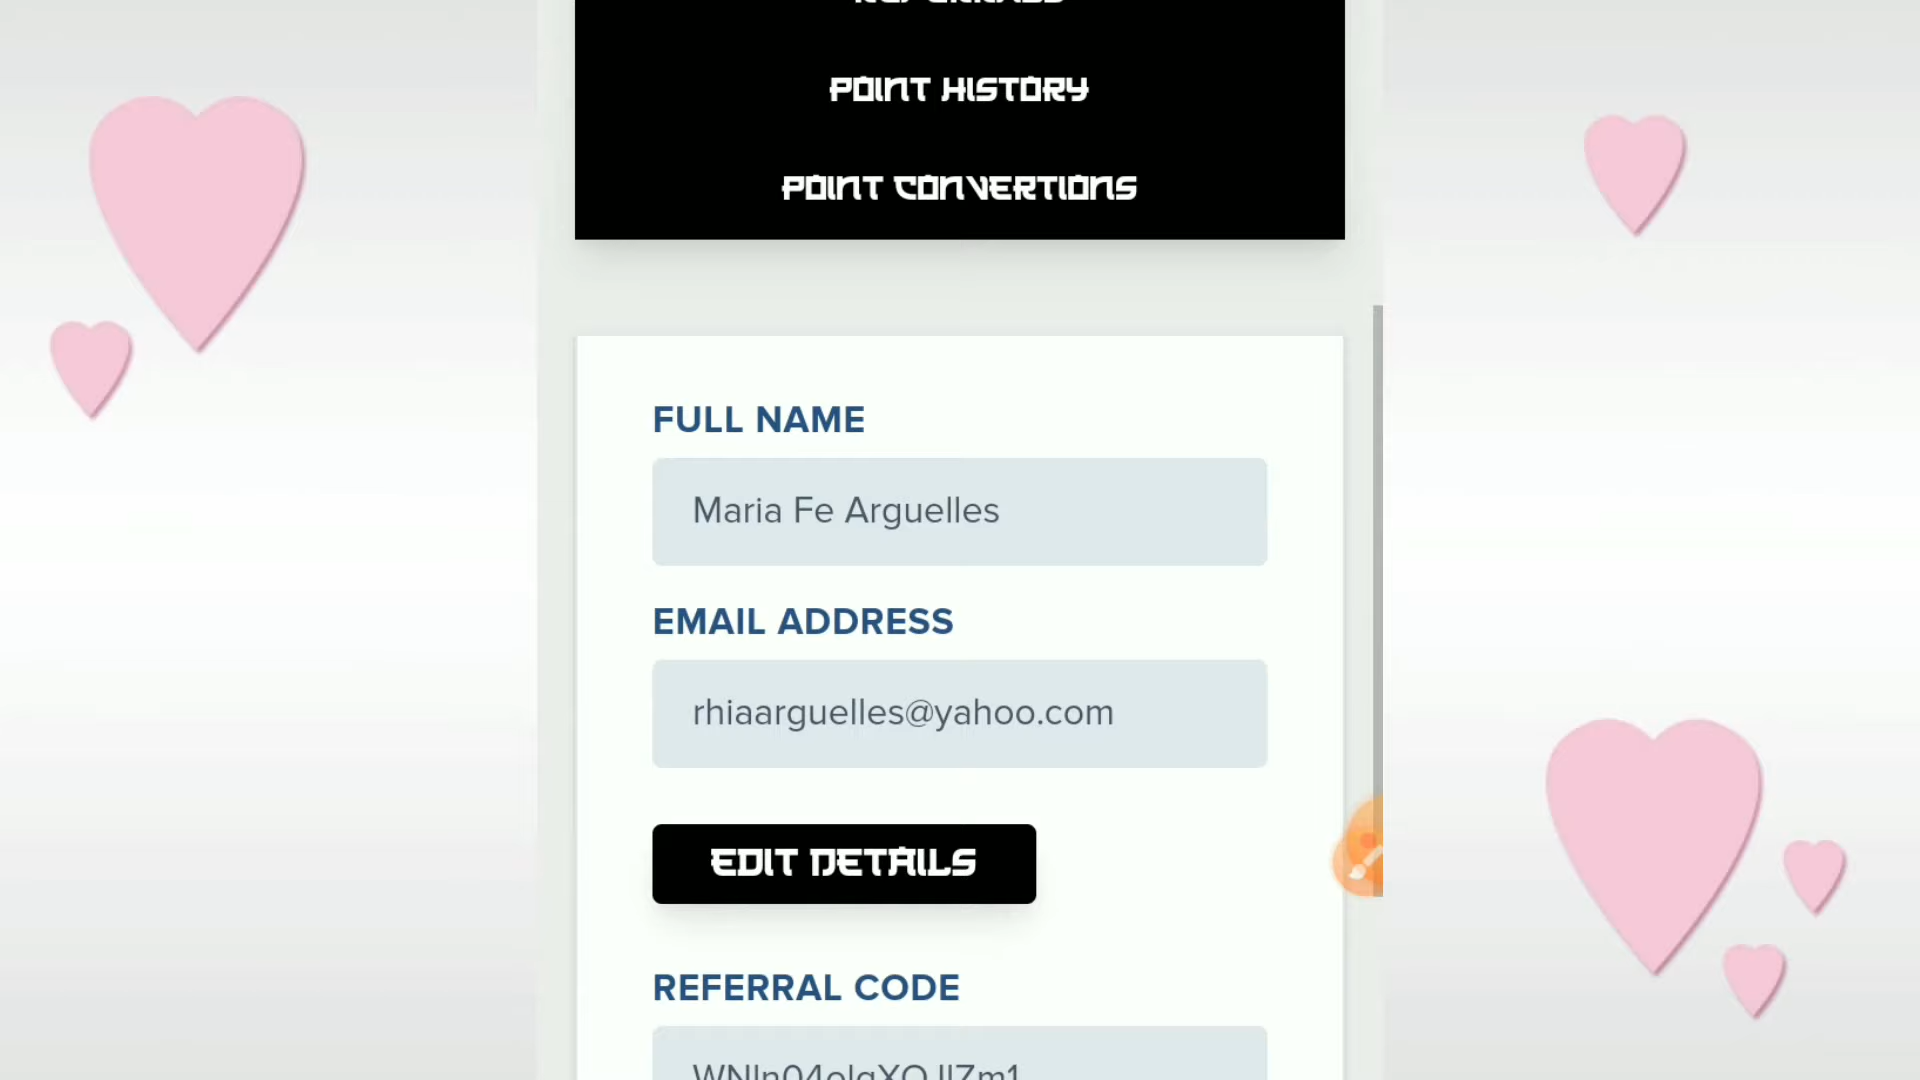 POINT HISTORY
POINT CONVERTIONS
FULL NAME
Maria Fe Arguelles
EMAIL ADDRESS
rhiaarguelles@yahoo.com
EDIT DETAILS
REFERRAL CODE